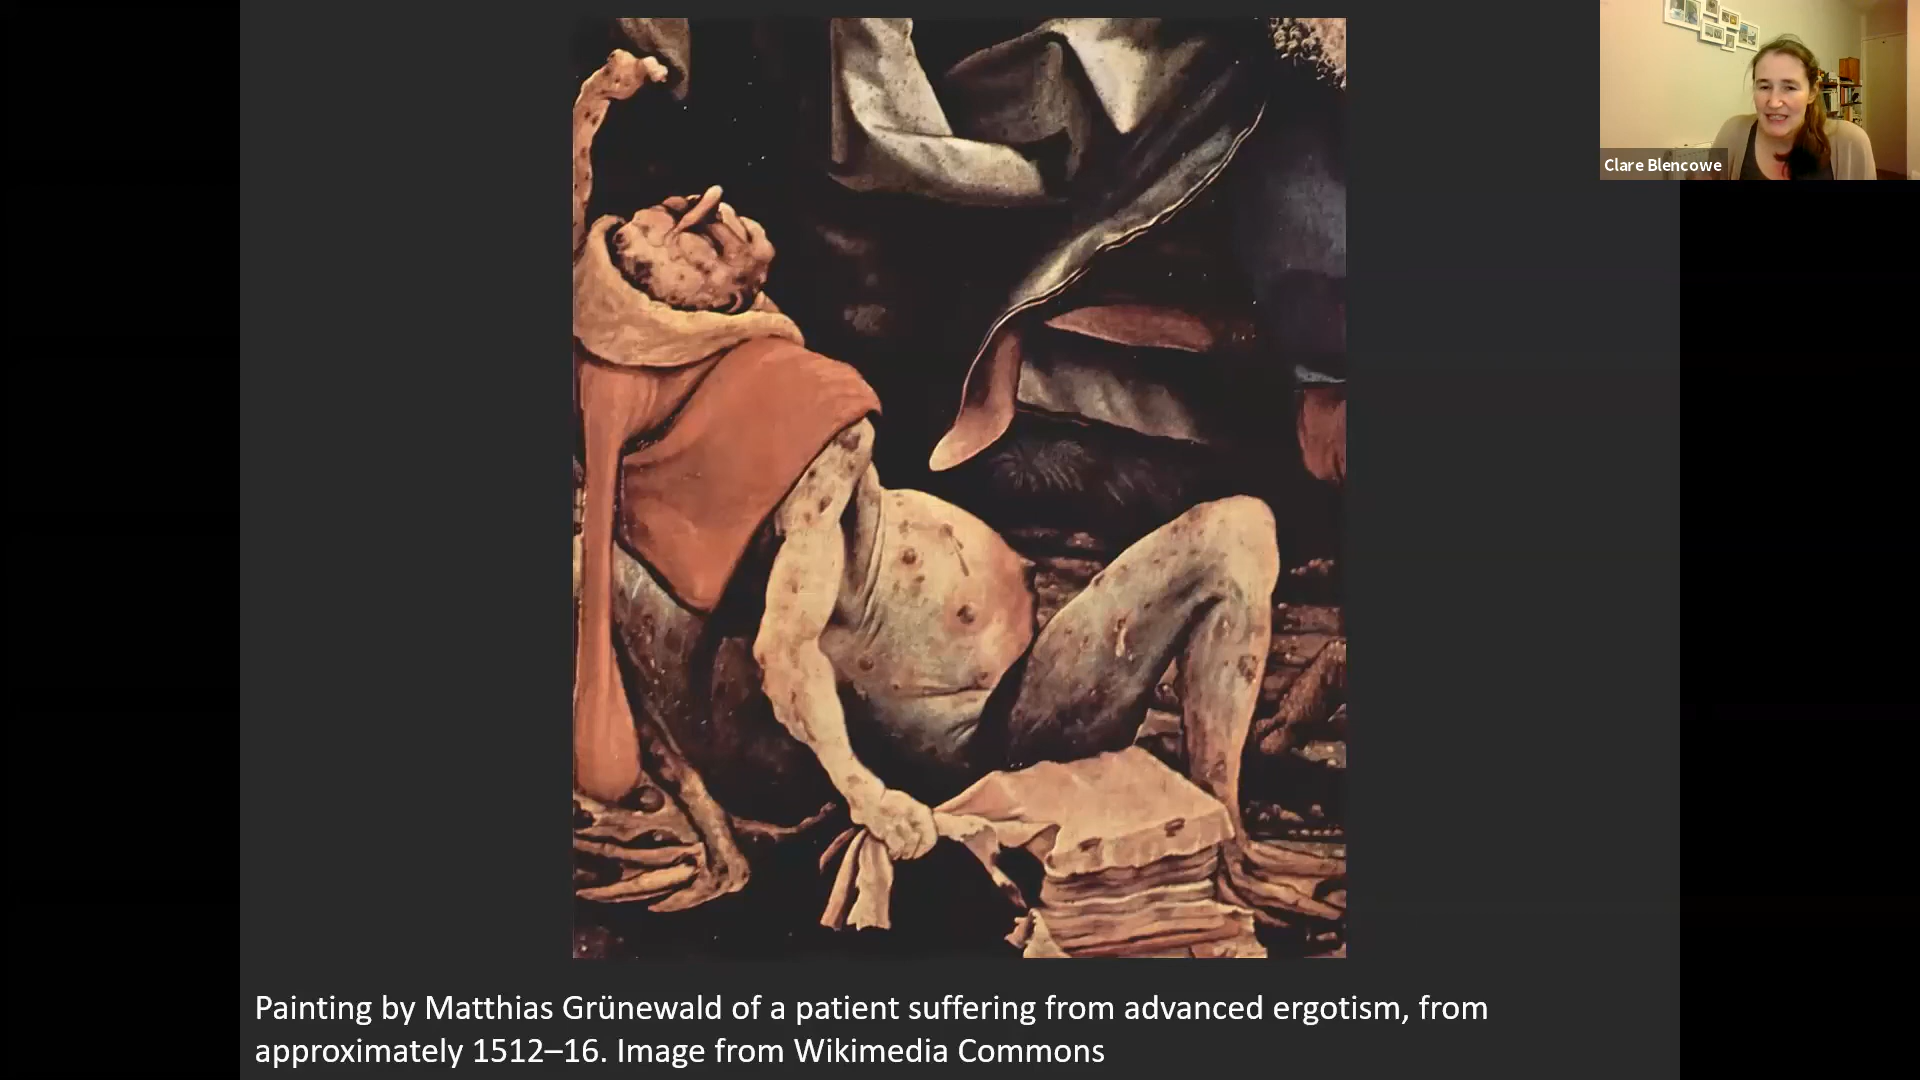 Clare Blencowe
Painting by Matthias Grünewald of a patient suffering from advanced ergotism, from
approximately 1512–16. Image from Wikimedia Commons